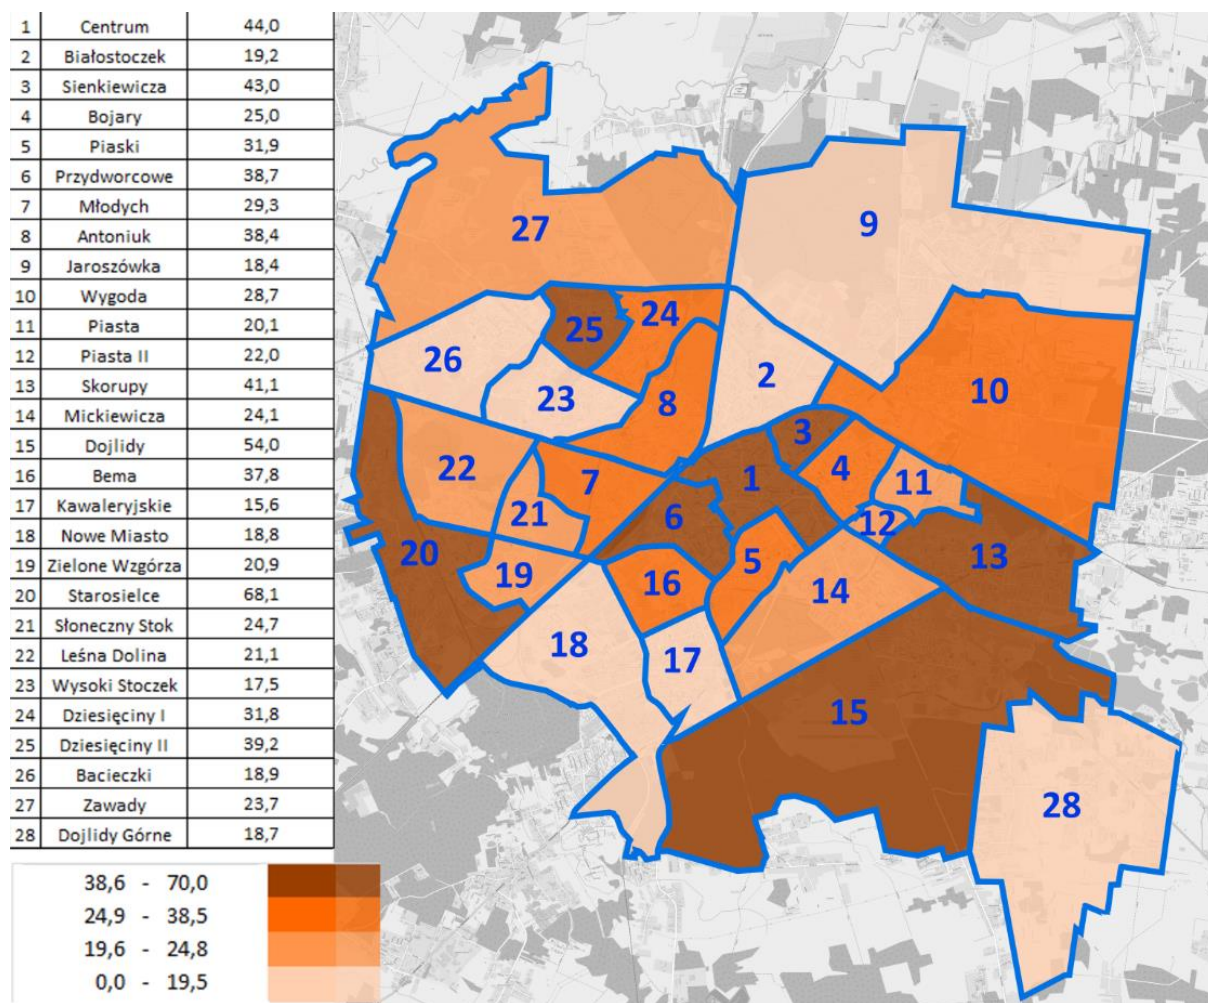 1 Centrum 44,0
2 Białostoczek 19,2
3 Sienkiewicza 43,0
4 Bojary 25,0
5 Piaski 31,9
6 Przydworcowe 38,7
7 Młodych 29,3
8 Antoniuk 38,4
9 Jaroszówka 18,4
10 Wygoda 28,7
11 Piasta 20,1
12 Piasta II 22,0
13 Skorupy 41,1
14 Mickiewicza 24,1
15 Dojlidy 54,0
16 Bema 37,8
17 Kawaleryjskie 15,6
18 Nowe Miasto 18,8
19 Zielone Wzgórza 20,9
20 Starosielce 68,1
21 Słoneczny Stok 24,7
22 Leśna Dolina 21,1
23 Wysoki Stoczek 17,5
24 Dziesięciny I 31,8
25 Dziesięciny II 39,2
26 Bacieczki 18,9
27 Zawady 23,7
28 Dojlidy Górne 18,7
38,6 - 70,0
24,9 - 38,5
19,6 - 24,8
0,0 - 19,5
27
9
24
25
26
2
10
23
8
3
22
7
1
4
11
21
6
12
20
5
13
19
16
14
18
17
15
28